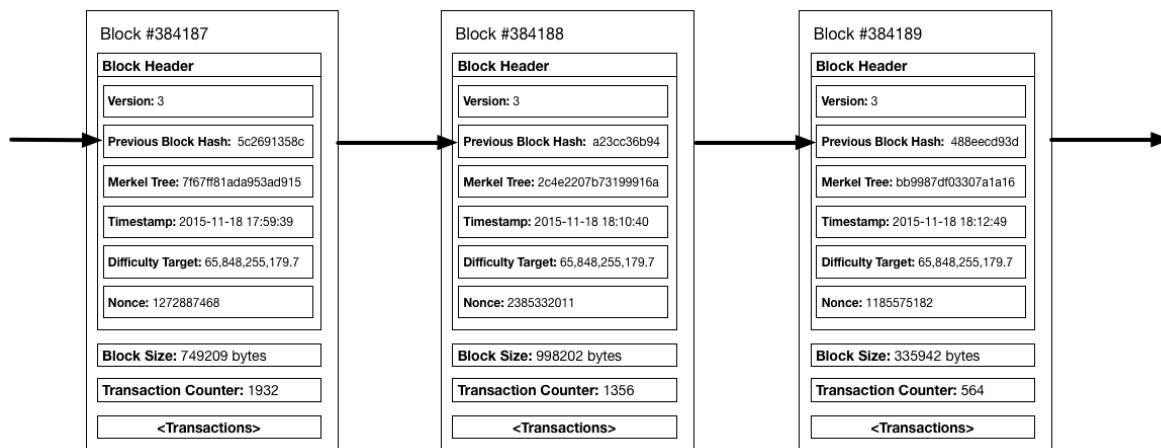 Block #384187
Block Header
Version: 3
Previous Block Hash: 5c2691358c
Merkel Tree: 7f67ff81ada953ad915
Timestamp: 2015-11-18 17:59:39
Difficulty Target: 65,848,255,179.7
Nonce: 1272887468
Block Size: 749209 bytes
Transaction Counter: 1932
<Transactions>
Block #384188
Block Header
Version: 3
Previous Block Hash: a23cc36b94
Merkel Tree: 2c4e2207b73199916a
Timestamp: 2015-11-18 18:10:40
Difficulty Target: 65,848,255,179.7
Nonce: 2385332011
Block Size: 998202 bytes
Transaction Counter: 1356
<Transactions>
Block #384189
Block Header
Version: 3
Previous Block Hash: 488eecd93d
Merkel Tree: bb9987df03307a1a16
Timestamp: 2015-11-18 18:12:49
Difficulty Target: 65,848,255,179.7
Nonce: 1185575182
Block Size: 335942 bytes
Transaction Counter: 564
<Transactions>